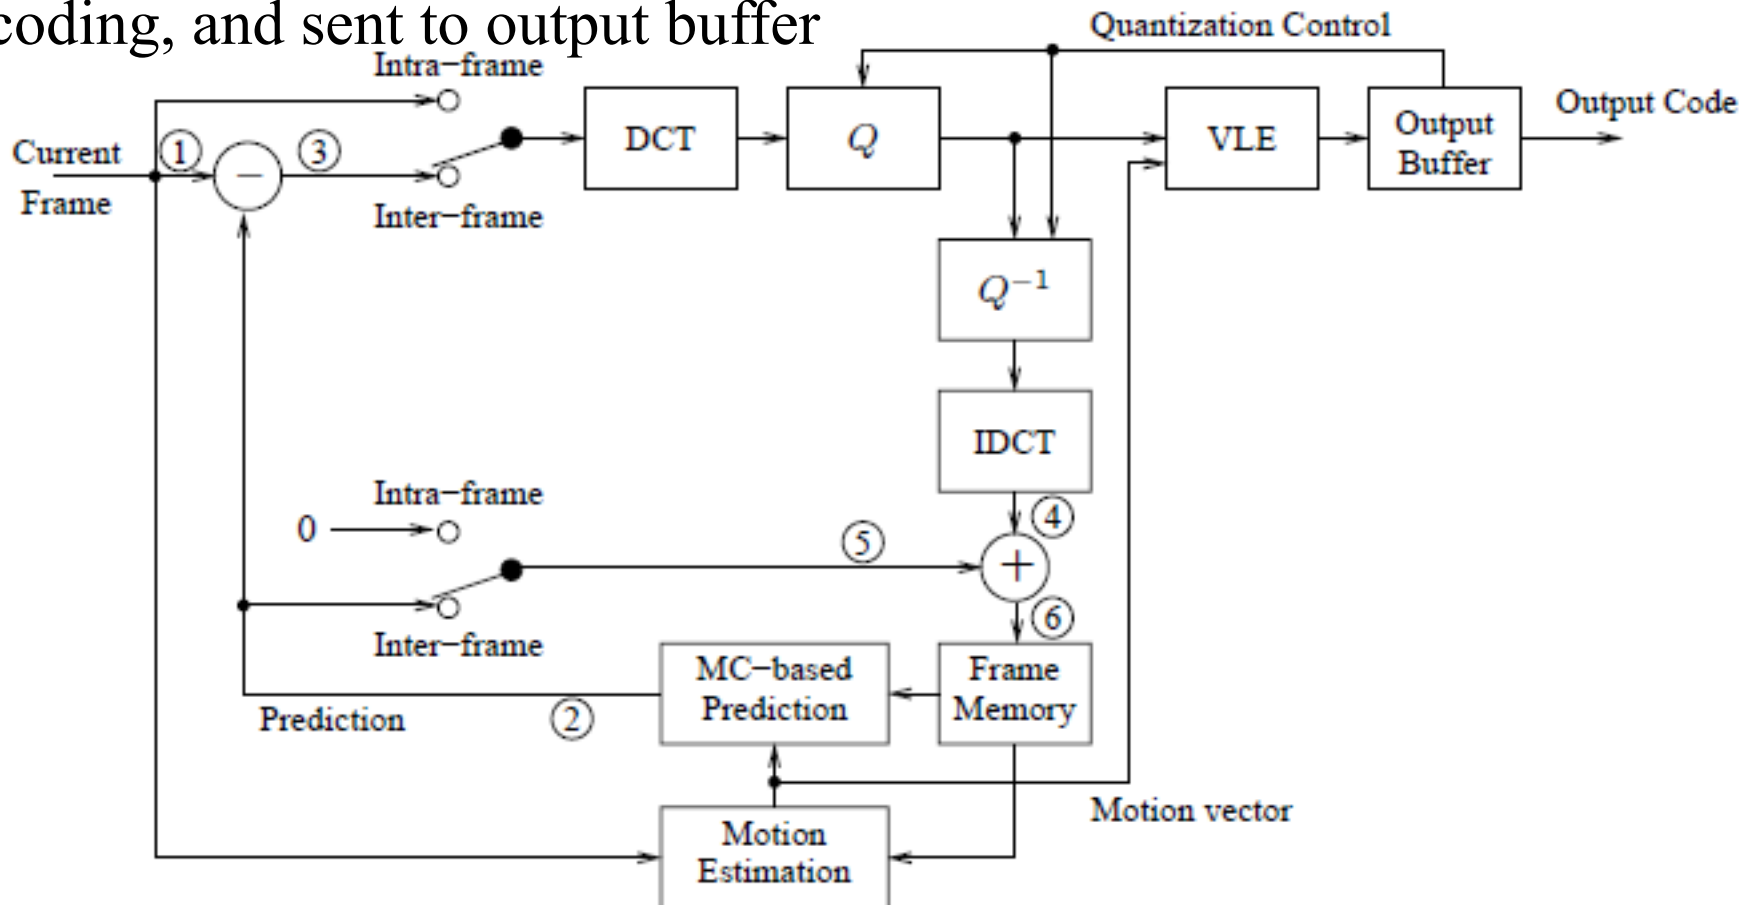 coding, and sent to output buffer
Quantization Control
Intra−frame
Output Code
Current
Frame
1
−
3
DCT
Q
VLE
Output
Buffer
Inter−frame
Q−1
IDCT
Intra−frame
0
4
5
+
6
Inter−frame
MC−based
Prediction
Frame
Memory
Prediction
2
Motion vector
Motion
Estimation